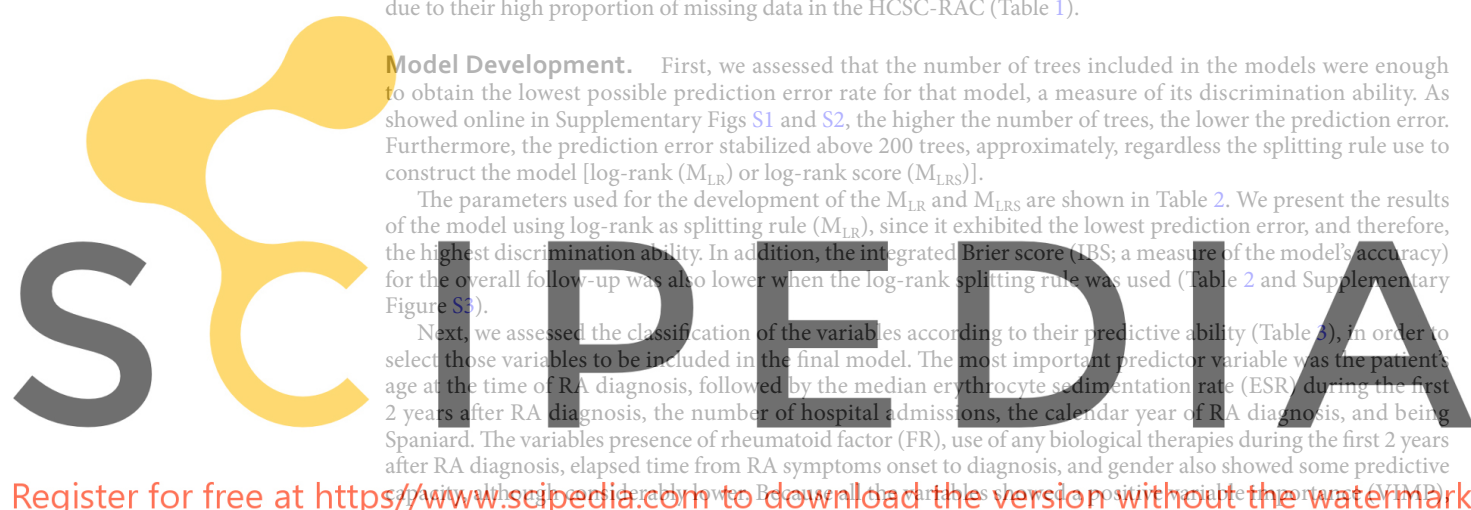 due to their high proportion of missing data in the HCSC-RAC (Table 1).
Model Development. First, we assessed that the number of trees included in the models were enough
to obtain the lowest possible prediction error rate for that model, a measure of its discrimination ability. As
showed online in Supplementary Figs S1 and S2, the higher the number of trees, the lower the prediction error.
Furthermore, the prediction error stabilized above 200 trees, approximately, regardless the splitting rule use to
construct the model [log-rank (MLR) or log-rank score (MLRS)].
The parameters used for the development of the MLR and MLRS are shown in Table 2. We present the results
of the model using log-rank as splitting rule (MLR), since it exhibited the lowest prediction error, and therefore,
the highest discrimination ability. In addition, the integrated Brier score (IBS; a measure of the model's accuracy)
for the overall follow-up was also lower when the log-rank splitting rule was used (Table 2 and Supplementary
Figure S3).
Next, we assessed the classification of the variables according to their predictive ability (Table 3), in order to
select those variables to be included in the final model. The most important predictor variable was the patient's
age at the time of RA diagnosis, followed by the median erythrocyte sedimentation rate (ESR) during the first
2 years after RA diagnosis, the number of hospital admissions, the calendar year of RA diagnosis, and being
Spaniard. The variables presence of rheumatoid factor (FR), use of any biological therapies during the first 2 years
after RA diagnosis, elapsed time from RA symptoms onset to diagnosis, and gender also showed some predictive
capacity, although considerably lower. Because all the variables showed a positive variable importance (VIMP),
SCIPEDIA
Register for free at https://www.scipedia.com to download the version without the watermark